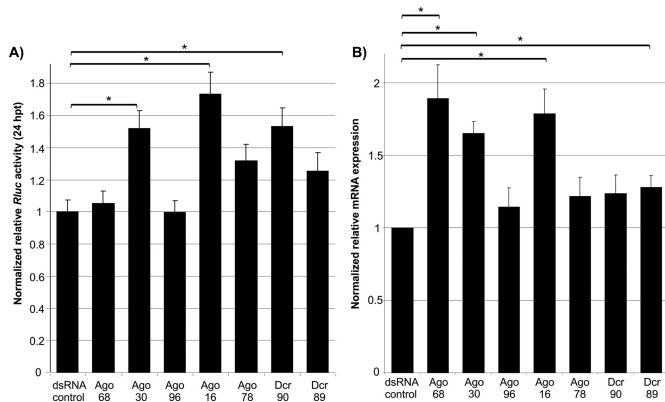 A)
Normalized relative Rluc activity (24 hpt)
1.8
1.6
1.4
1.2
1
0.8
0.6
0.4
0.2
0
* * *
dsRNA control
Ago 68
Ago 30
Ago 96
Ago 16
Ago 78
Dcr 90
Dcr 89
B)
Normalized relative mRNA expression
2
1.5
1
0.5
0
* * * *
dsRNA control
Ago 68
Ago 30
Ago 96
Ago 16
Ago 78
Dcr 90
Dcr 89